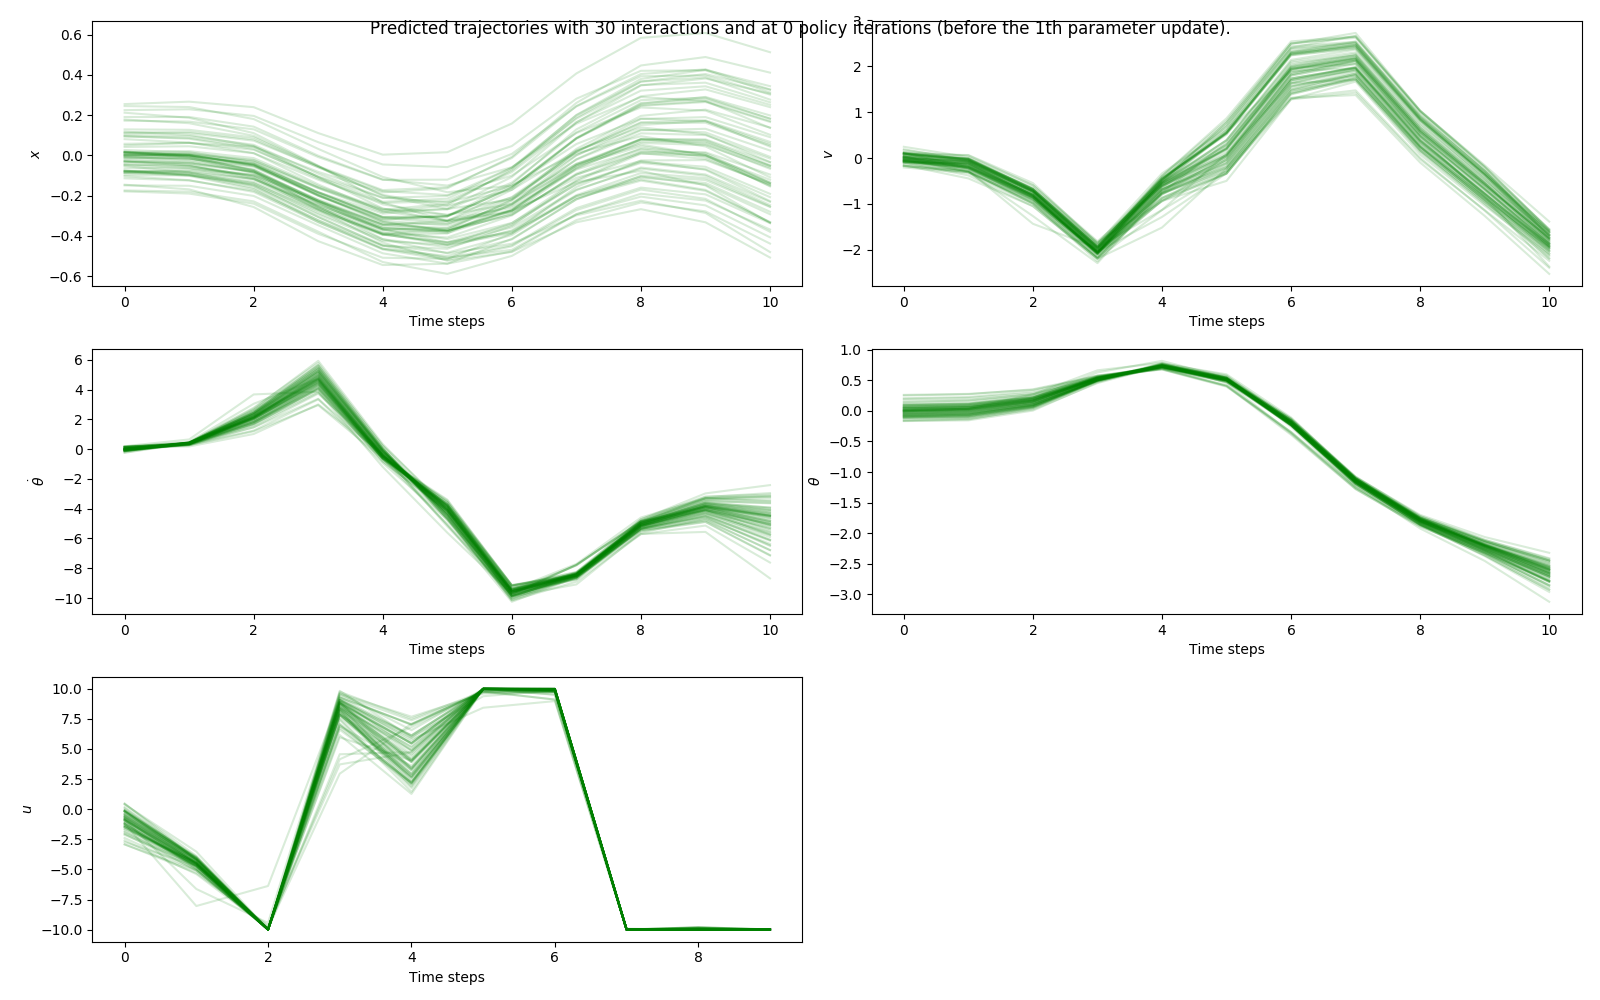 Predicted trajectories with 30 interactions and at 0 policy iterations (before the 1th parameter update).
0.6
0.4
0.2
0.0
−0.2
−0.4
−0.6
x
0 2 4 6 8 10
Time steps
3
2
1
0
−1
−2
v
0 2 4 6 8 10
Time steps
6
4
2
0
−2
−4
−6
−8
−10
θ̇
0 2 4 6 8 10
Time steps
1.0
0.5
0.0
−0.5
−1.0
−1.5
−2.0
−2.5
−3.0
θ
0 2 4 6 8 10
Time steps
10.0
7.5
5.0
2.5
0.0
−2.5
−5.0
−7.5
−10.0
u
0 2 4 6 8
Time steps